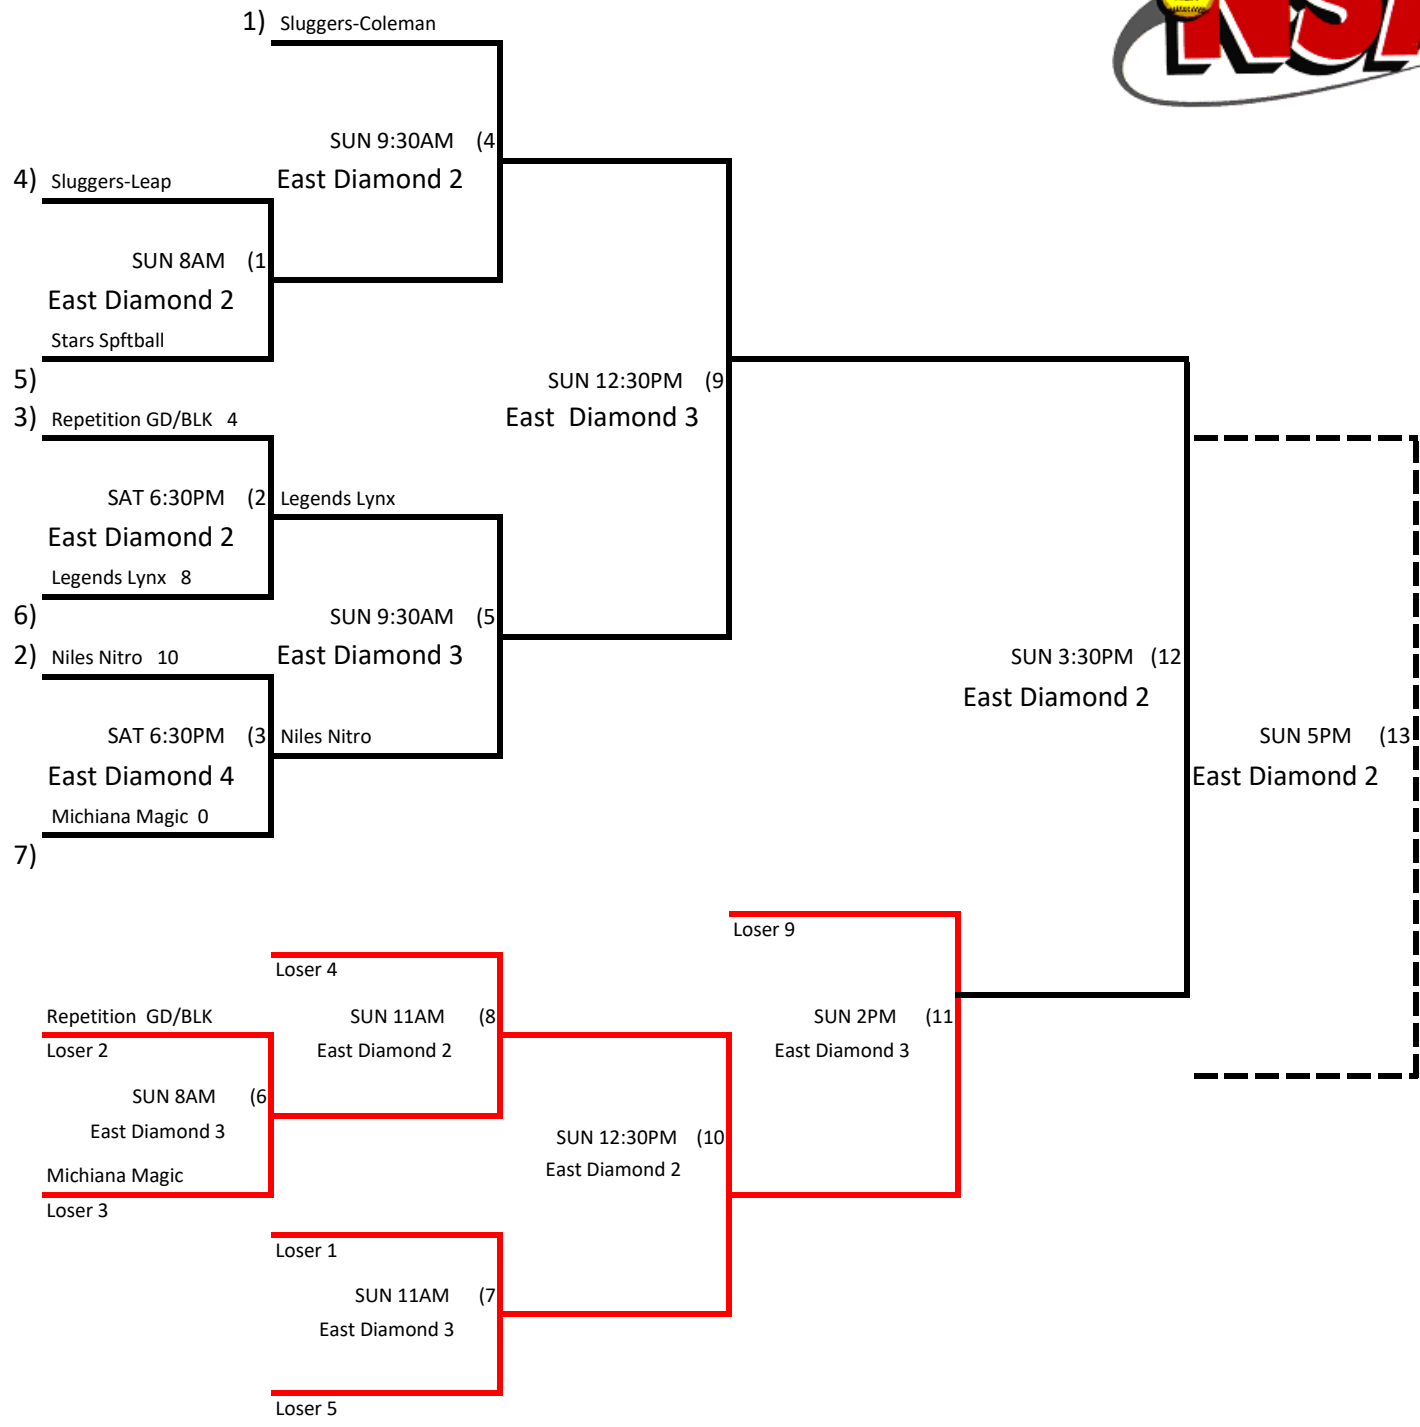 1) Sluggers-Coleman
NSA
SUN 9:30AM (4
East Diamond 2
4) Sluggers-Leap
SUN 8AM (1
East Diamond 2
Stars Spftball
5)
SUN 12:30PM (9
East  Diamond 3
3) Repetition GD/BLK 4
SAT 6:30PM (2
Legends Lynx
East Diamond 2
Legends Lynx 8
6)
SUN 9:30AM (5
East Diamond 3
2) Niles Nitro 10
SAT 6:30PM (3
Niles Nitro
East Diamond 4
Michiana Magic 0
7)
SUN 3:30PM (12
East Diamond 2
SUN 5PM (13
East Diamond 2
Loser 9
Loser 4
Repetition GD/BLK
Loser 2
SUN 11AM (8
East Diamond 2
SUN 2PM (11
East Diamond 3
SUN 8AM (6
East Diamond 3
Michiana Magic
Loser 3
SUN 12:30PM (10
East Diamond 2
Loser 1
SUN 11AM (7
East Diamond 3
Loser 5